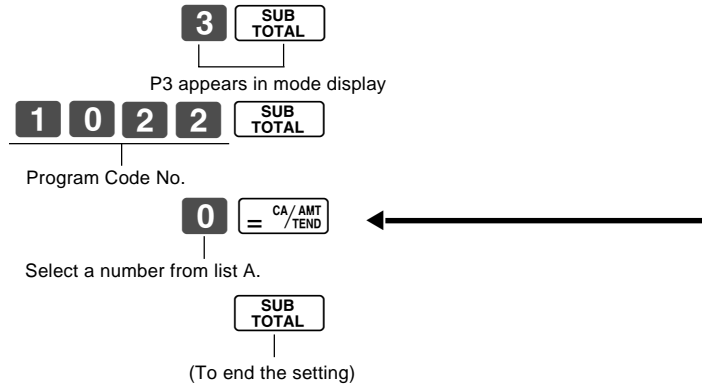 3 SUB TOTAL
P3 appears in mode display
1 0 2 2 SUB TOTAL
Program Code No.
0 = CA/AMT TEND
Select a number from list A.
SUB TOTAL
(To end the setting)